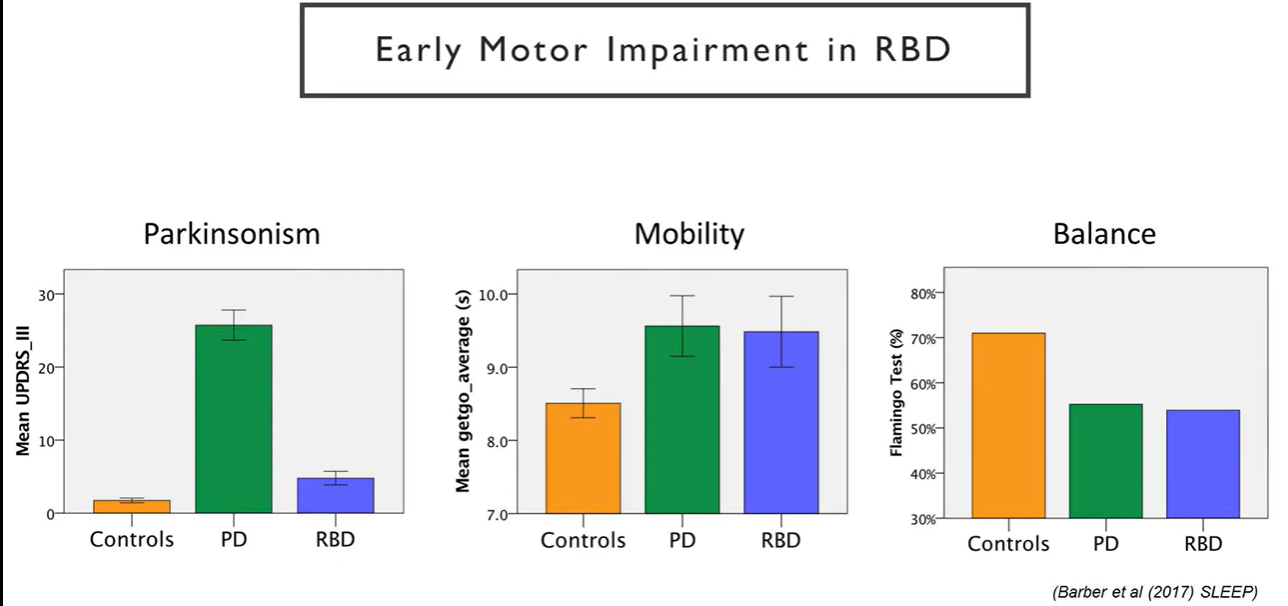 Early Motor Impairment in RBD
Parkinsonism
Mean UPDRS_III
30
20
10
0
Controls PD RBD
Mobility
Mean getgo_average (s)
10.0
9.0
8.0
7.0
Controls PD RBD
Balance
Flamingo Test (%)
80%
70%
60%
50%
40%
30%
Controls PD RBD
(Barber et al (2017) SLEEP)